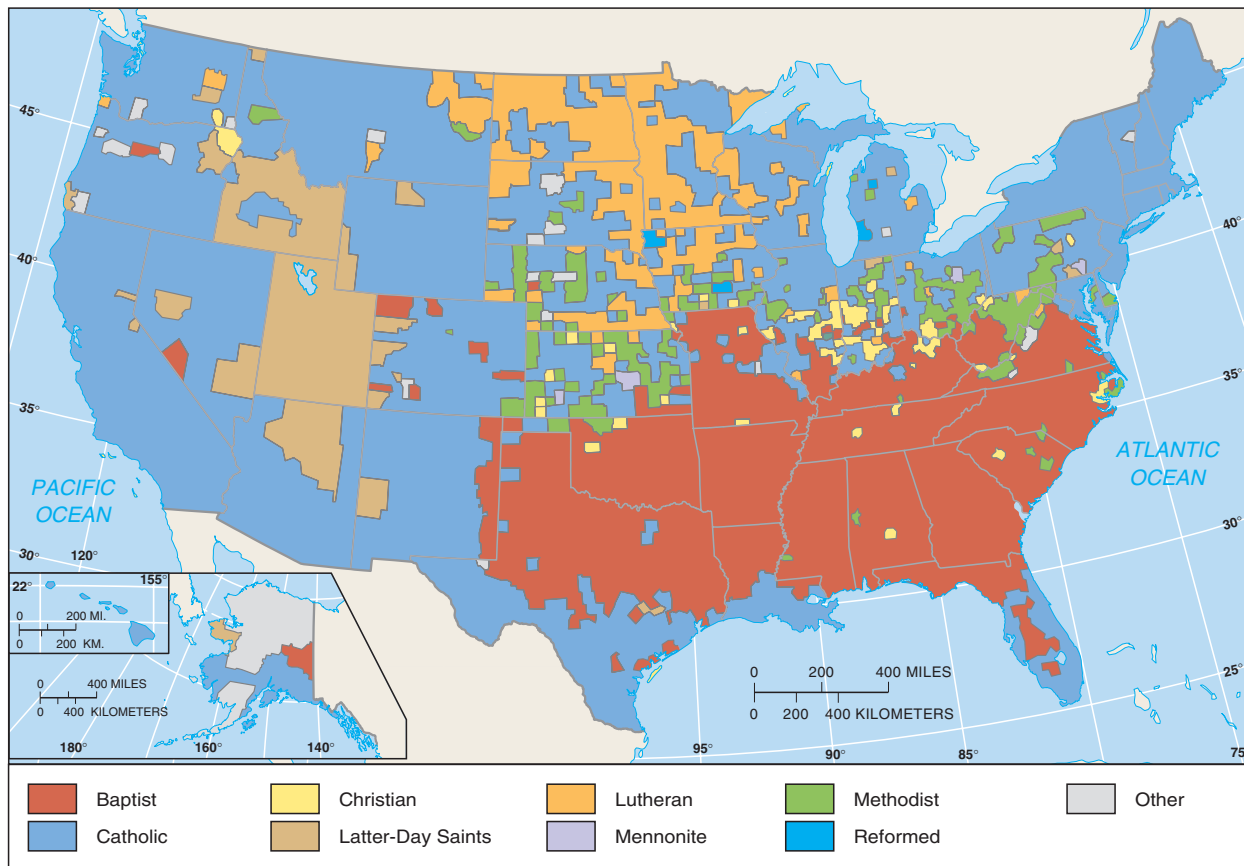 45°
40°
35°
30°
120°
PACIFIC
OCEAN
45°
40°
75°
35°
30°
25°
75
ATLANTIC
OCEAN
95°
90°
85°
22°
155°
0 200 MI.
0 200 KM.
0 400 MILES
0 400 KILOMETERS
180°
160°
140°
0 200 400 MILES
0 200 400 KILOMETERS
Baptist
Christian
Lutheran
Methodist
Other
Catholic
Latter-Day Saints
Mennonite
Reformed